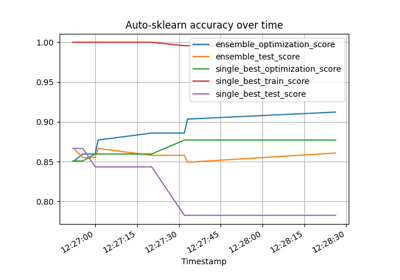 Auto-sklearn accuracy over time
1.00
0.95
0.90
0.85
0.80
ensemble_optimization_score
ensemble_test_score
single_best_optimization_score
single_best_train_score
single_best_test_score
12:27:00
12:27:15
12:27:30
12:27:45
12:28:00
12:28:15
12:28:30
Timestamp